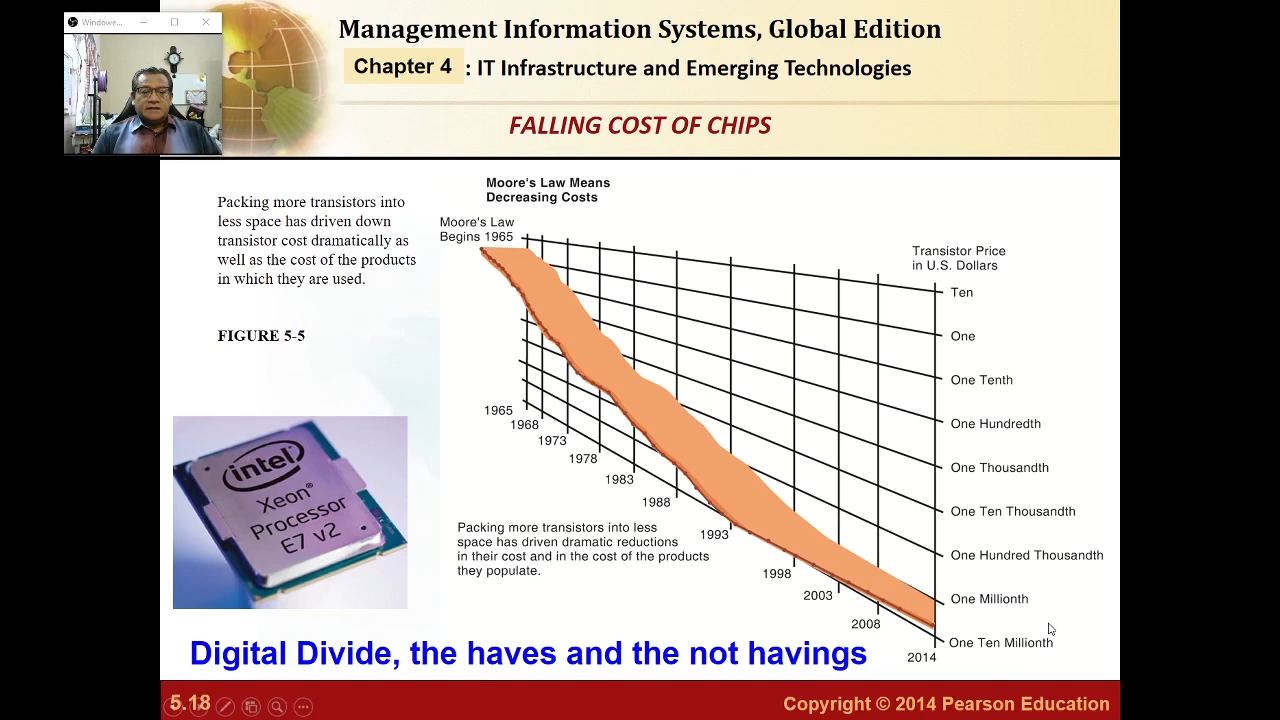 Windowe...
Management Information Systems, Global Edition
Chapter 4 : IT Infrastructure and Emerging Technologies
FALLING COST OF CHIPS
Packing more transistors into
less space has driven down
transistor cost dramatically as
well as the cost of the products
in which they are used.
FIGURE 5-5
intel
Xeon®
Processor
E7 v2
Moore's Law Means
Decreasing Costs
Moore's Law
Begins 1965
Transistor Price
in U.S. Dollars
Ten
One
One Tenth
One Hundredth
One Thousandth
One Ten Thousandth
One Hundred Thousandth
One Millionth
One Ten Millionth
1965
1968
1973
1978
1983
1988
1993
1998
2003
2008
2014
Packing more transistors into less
space has driven dramatic reductions
in their cost and in the cost of the products
they populate.
Digital Divide, the haves and the not havings
5.18
Copyright © 2014 Pearson Education